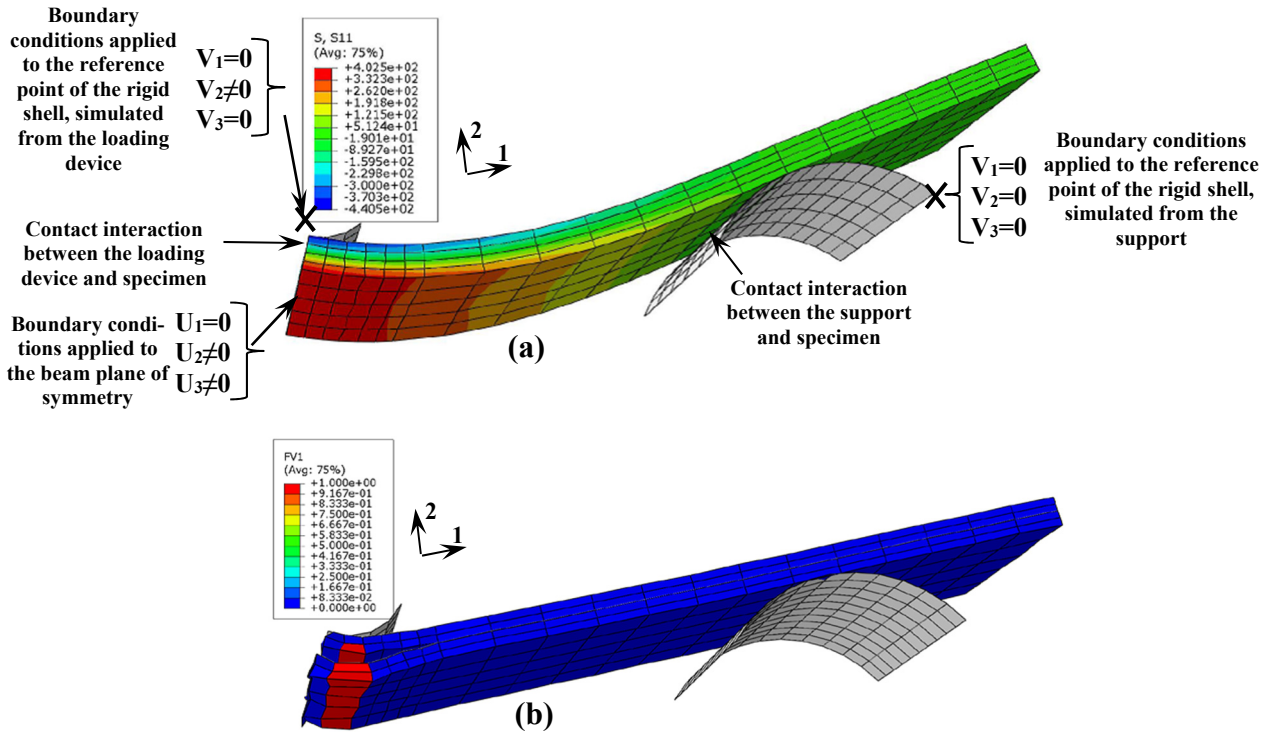 Boundary
conditions applied
to the reference
point of the rigid
shell, simulated
from the loading
device
V₁=0
V₂≠0
V₃=0
S, S11
(Avg: 75%)
+4.025e+02
+3.323e+02
+2.620e+02
+1.918e+02
+1.215e+02
+5.124e+01
-1.901e+01
-8.927e+01
-1.595e+02
-2.298e+02
-3.000e+02
-3.703e+02
-4.405e+02
2
1
V₁=0
V₂=0
V₃=0
Boundary conditions
applied to the reference
point of the rigid shell,
simulated from the
support
Contact interaction
between the loading
device and specimen
Contact interaction
between the support
and specimen
Boundary condi-
tions applied to
the beam plane of
symmetry
U₁=0
U₂≠0
U₃≠0
(a)
FV1
(Avg: 75%)
+1.000e+00
+9.167e-01
+8.333e-01
+7.500e-01
+6.667e-01
+5.833e-01
+5.000e-01
+4.167e-01
+3.333e-01
+2.500e-01
+1.667e-01
+8.333e-02
+0.000e+00
2
1
(b)